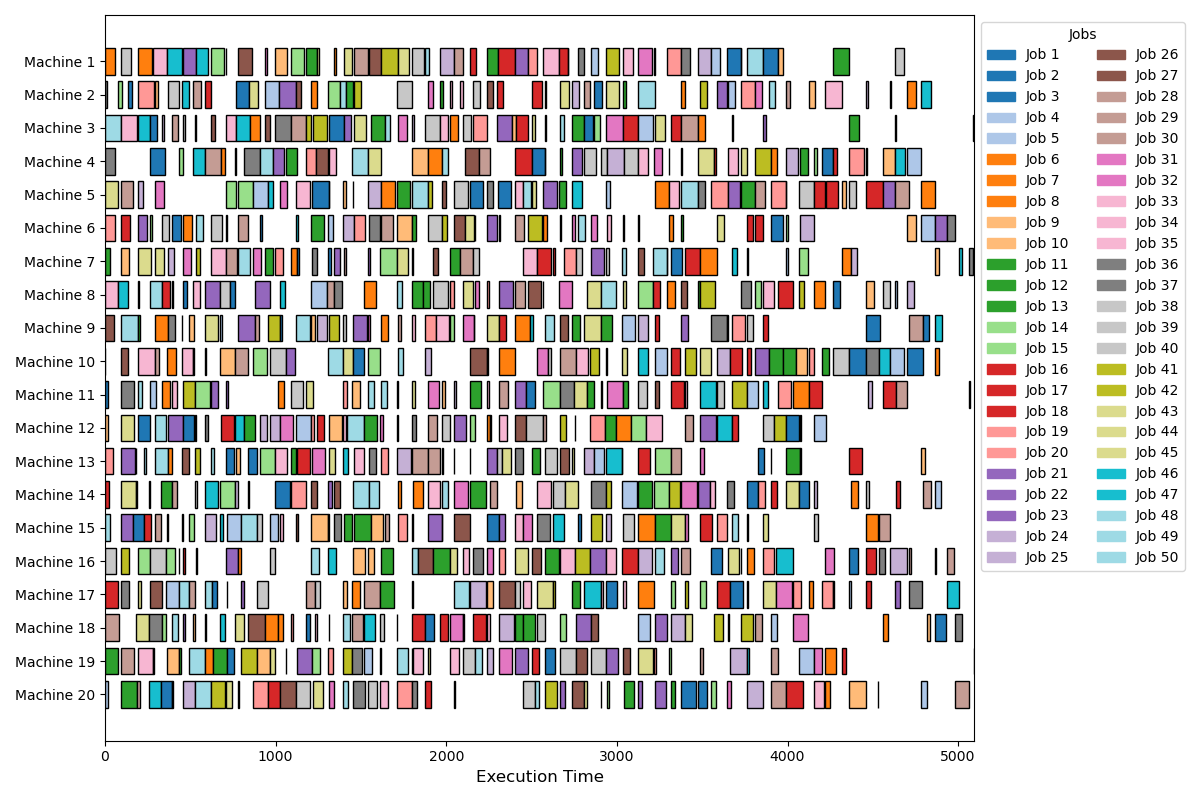 Machine 1
Machine 2
Machine 3
Machine 4
Machine 5
Machine 6
Machine 7
Machine 8
Machine 9
Machine 10
Machine 11
Machine 12
Machine 13
Machine 14
Machine 15
Machine 16
Machine 17
Machine 18
Machine 19
Machine 20
0 1000 2000 3000 4000 5000
Execution Time
Jobs
Job 1
Job 2
Job 3
Job 4
Job 5
Job 6
Job 7
Job 8
Job 9
Job 10
Job 11
Job 12
Job 13
Job 14
Job 15
Job 16
Job 17
Job 18
Job 19
Job 20
Job 21
Job 22
Job 23
Job 24
Job 25
Job 26
Job 27
Job 28
Job 29
Job 30
Job 31
Job 32
Job 33
Job 34
Job 35
Job 36
Job 37
Job 38
Job 39
Job 40
Job 41
Job 42
Job 43
Job 44
Job 45
Job 46
Job 47
Job 48
Job 49
Job 50